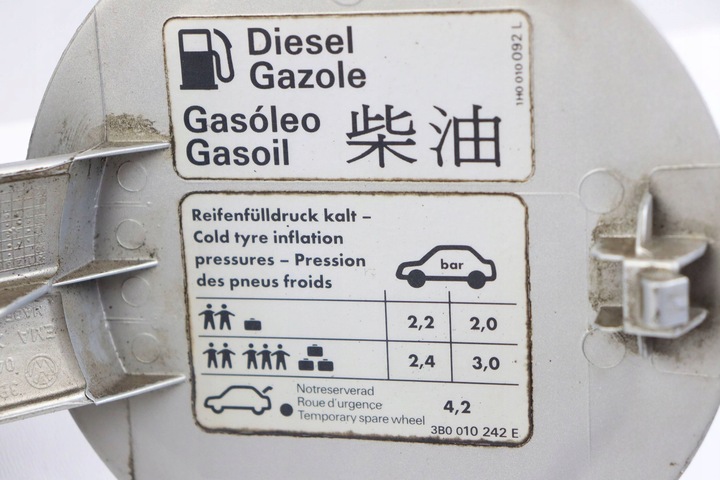 Diesel
Gazole
Gasóleo
Gasoil
柴油
1H0 010 092 L
Reifenfülldruck kalt –
Cold tyre inflation
pressures – Pression
des pneus froids
bar
2,2 2,0
2,4 3,0
Notreserverad
Roue d'urgence
Temporary spare wheel
4,2
3B0 010 242 E